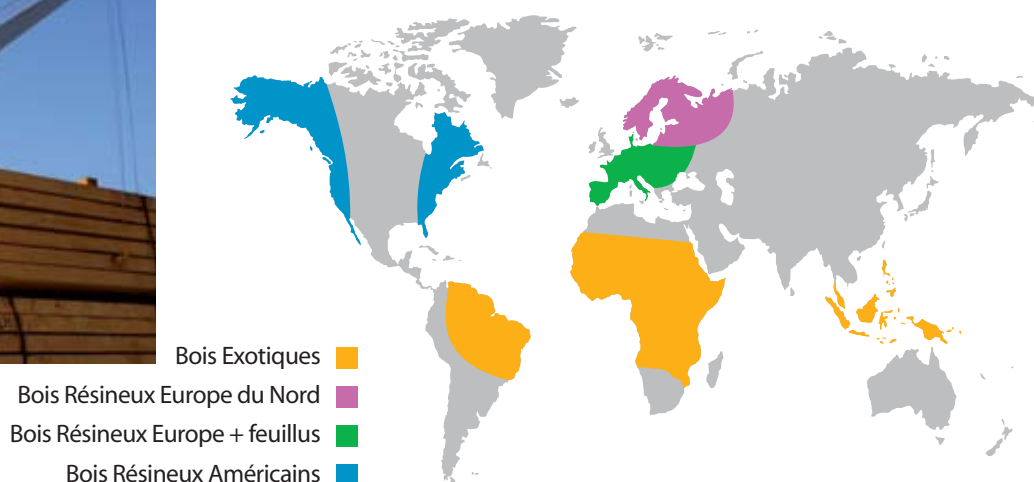 Bois Exotiques
Bois Résineux Europe du Nord
Bois Résineux Europe + feuillus
Bois Résineux Américains